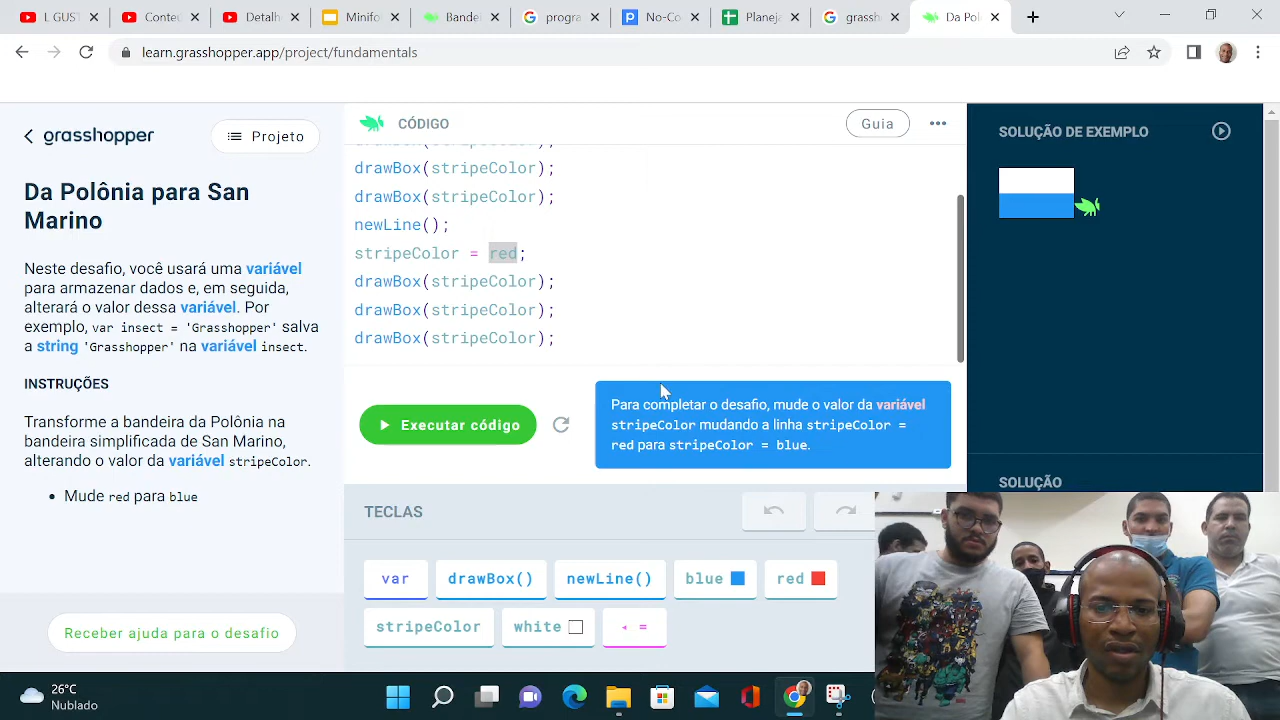 L GUST
Conteú
Detalh
Minifo
Bandei
progra
No-Co
Planeja
grassh
Da Pol
learn.grasshopper.app/project/fundamentals
grasshopper
Projeto
CÓDIGO
Guia
SOLUÇÃO DE EXEMPLO
Da Polônia para San
Marino
Neste desafio, você usará uma variável
para armazenar dados e, em seguida,
alterará o valor dessa variável. Por
exemplo, var insect = 'Grasshopper' salva
a string 'Grasshopper' na variável insect.
INSTRUÇÕES
Transforme a bandeira da Polônia na
bandeira simplificada de San Marino,
alterando o valor da variável stripeColor.
• Mude red para blue
Receber ajuda para o desafio
drawBox(stripeColor);
drawBox(stripeColor);
newLine();
stripeColor = red;
drawBox(stripeColor);
drawBox(stripeColor);
drawBox(stripeColor);
Executar código
Para completar o desafio, mude o valor da variável
stripeColor mudando a linha stripeColor =
red para stripeColor = blue.
SOLUÇÃO
TECLAS
var
drawBox()
newLine()
blue
red
stripeColor
white
=
26°C
Nublado